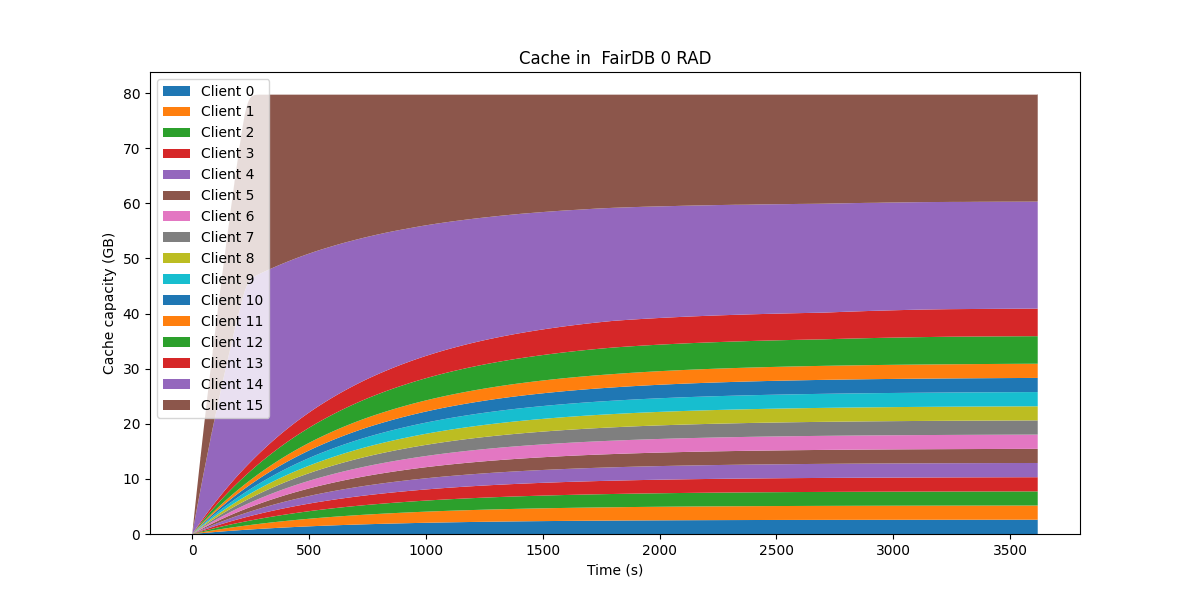 Cache in  FairDB 0 RAD
Cache capacity (GB)
80
70
60
50
40
30
20
10
0
Client 0
Client 1
Client 2
Client 3
Client 4
Client 5
Client 6
Client 7
Client 8
Client 9
Client 10
Client 11
Client 12
Client 13
Client 14
Client 15
0 500 1000 1500 2000 2500 3000 3500
Time (s)